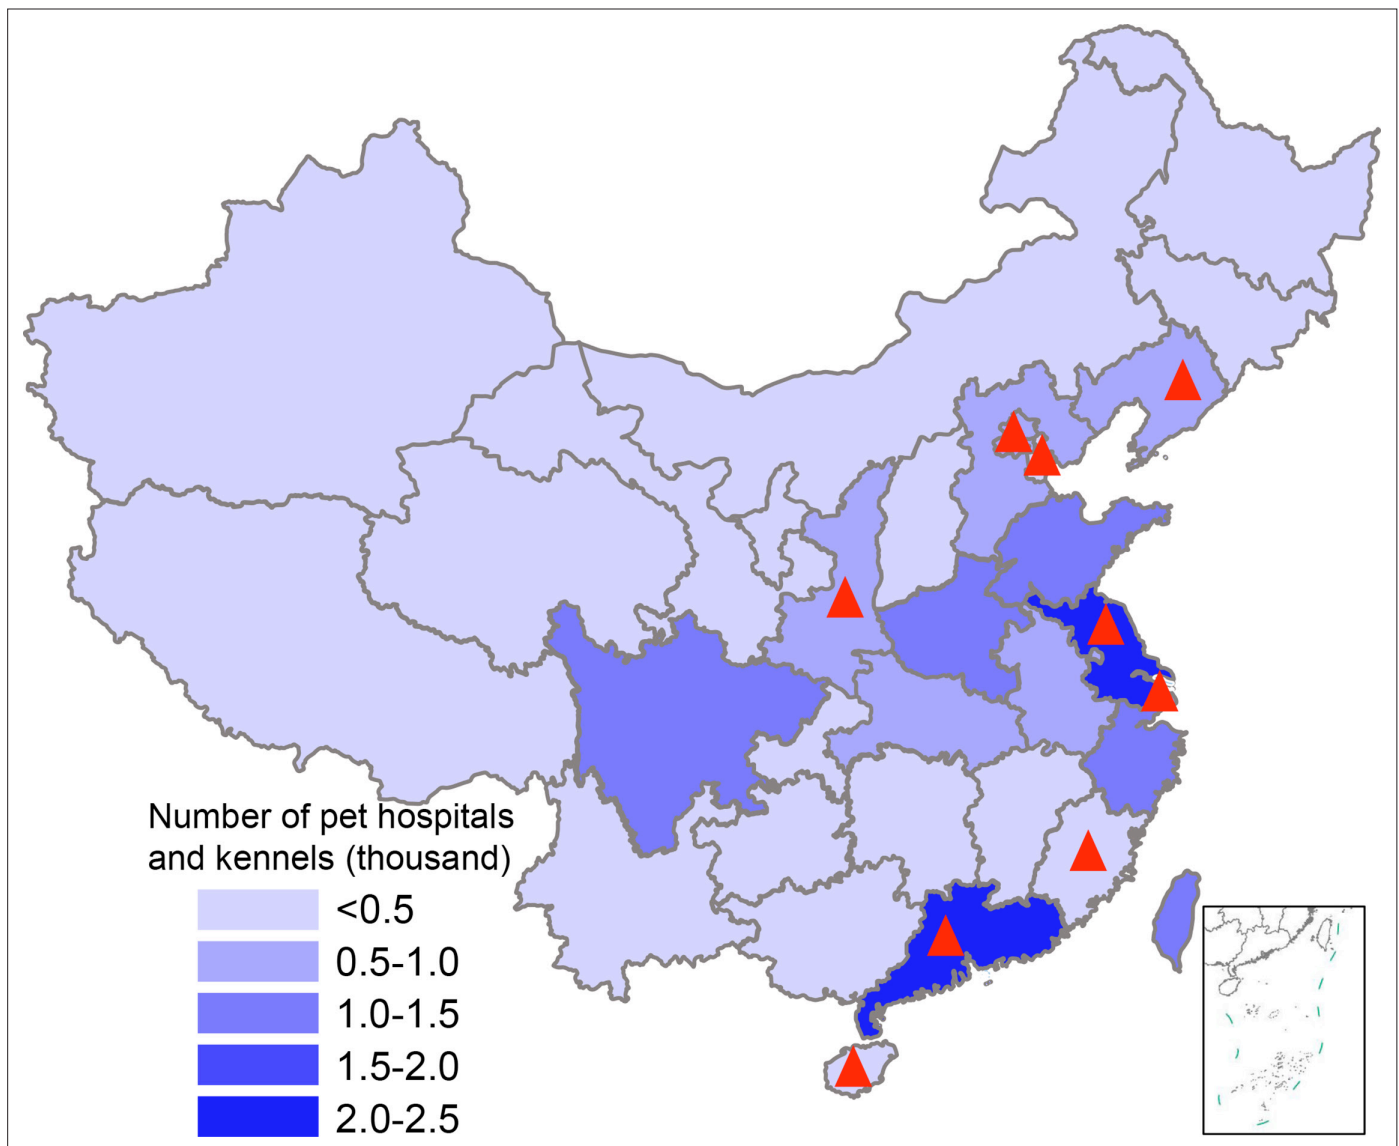 Number of pet hospitals
and kennels (thousand)
<0.5
0.5-1.0
1.0-1.5
1.5-2.0
2.0-2.5